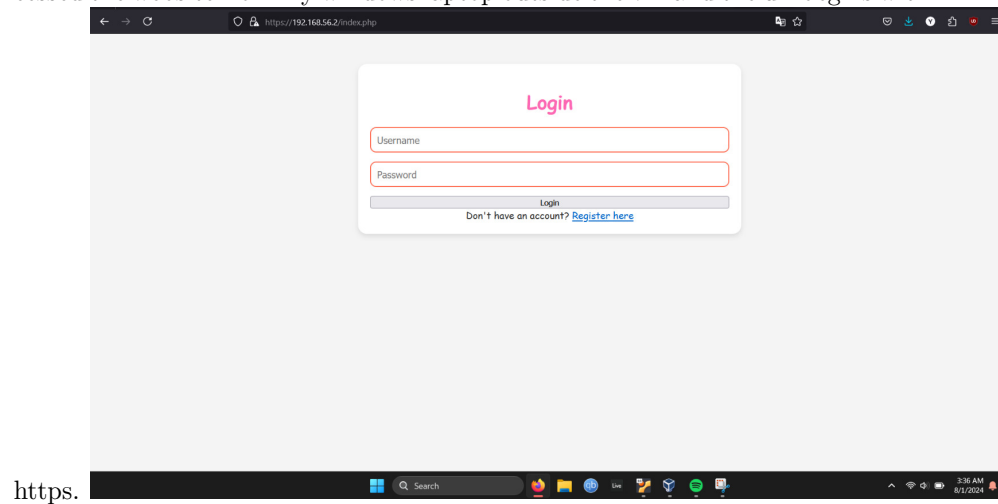 https://192.168.56.2/index.php
Login
Username
Password
Login
Don't have an account? Register here
Search
3:36 AM
8/1/2024
https.